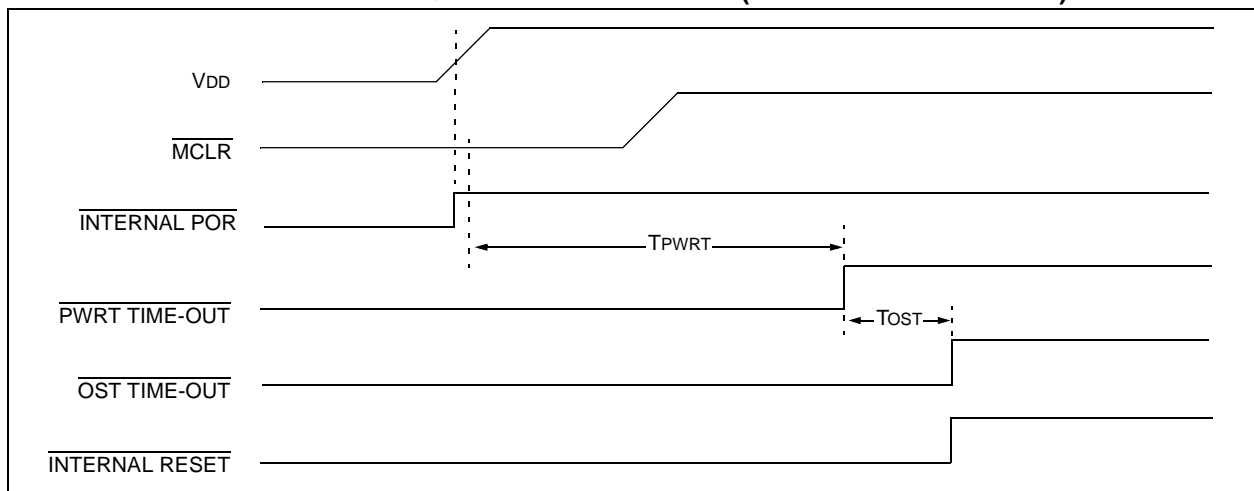 VDD
MCLR
INTERNAL POR
TPWRT
PWRT TIME-OUT
TOST
OST TIME-OUT
INTERNAL RESET